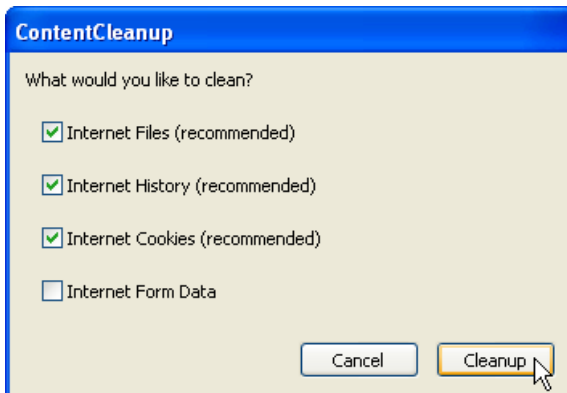 ContentCleanup
What would you like to clean?
Internet Files (recommended)
Internet History (recommended)
Internet Cookies (recommended)
Internet Form Data
Cancel Cleanup